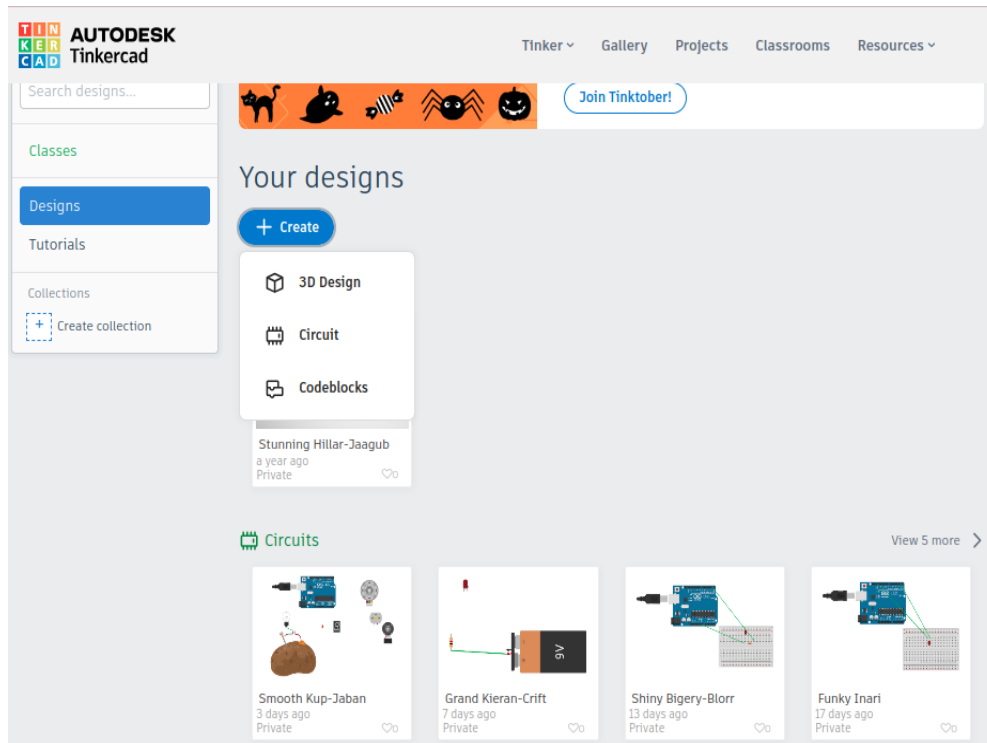 TINKERCAD
AUTODESK
Tinkercad
Tinker
Gallery
Projects
Classrooms
Resources
Search designs...
Join Tinktober!
Classes
Designs
Tutorials
Collections
+ Create collection
Your designs
+ Create
3D Design
Circuit
Codeblocks
Stunning Hillar-Jaagub
a year ago
Private
0
Circuits
View 5 more
9V
Smooth Kup-Jaban
3 days ago
Private
0
Grand Kieran-Crift
7 days ago
Private
0
Shiny Bigery-Blorr
13 days ago
Private
0
Funky Inari
17 days ago
Private
0